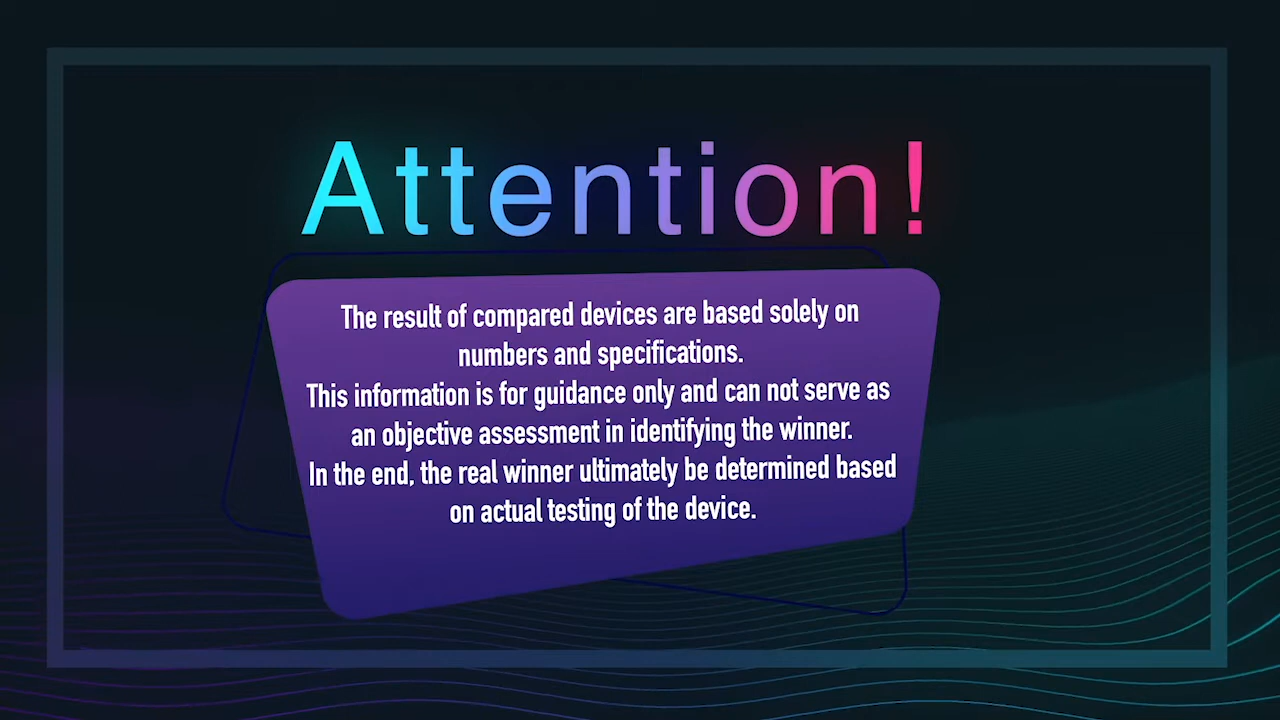 Attention!
The result of compared devices are based solely on
numbers and specifications.
This information is for guidance only and can not serve as
an objective assessment in identifying the winner.
In the end, the real winner ultimately be determined based
on actual testing of the device.